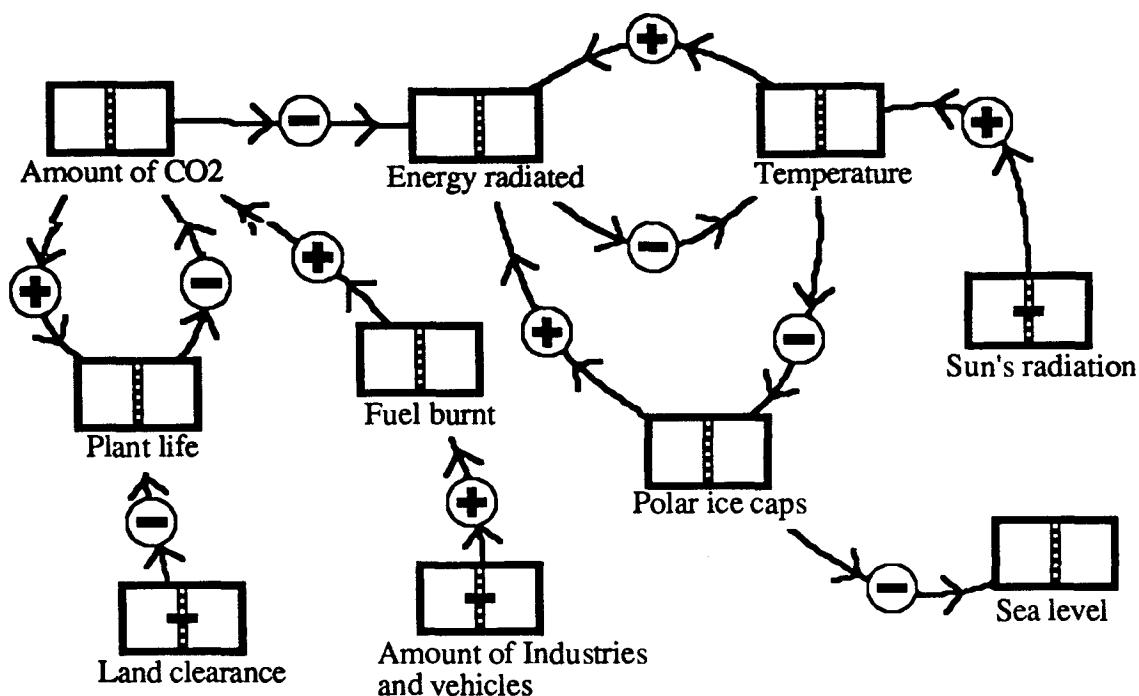 Amount of CO2
Energy radiated
Temperature
Sun's radiation
Plant life
Fuel burnt
Polar ice caps
Sea level
Land clearance
Amount of Industries
and vehicles